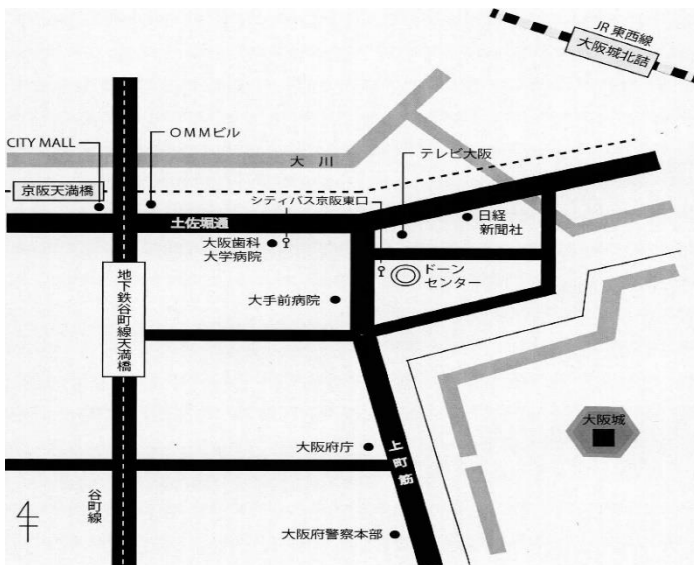 JR東西線
大阪城北詰
CITY MALL
OMMビル
大川
テレビ大阪
京阪天満橋
シティバス京阪東口
土佐堀通
日経
新聞社
大阪歯科
大学病院
ドーン
センター
地下鉄谷町線天満橋
大手前病院
大阪城
大阪府庁
上町筋
谷町線
大阪府警察本部